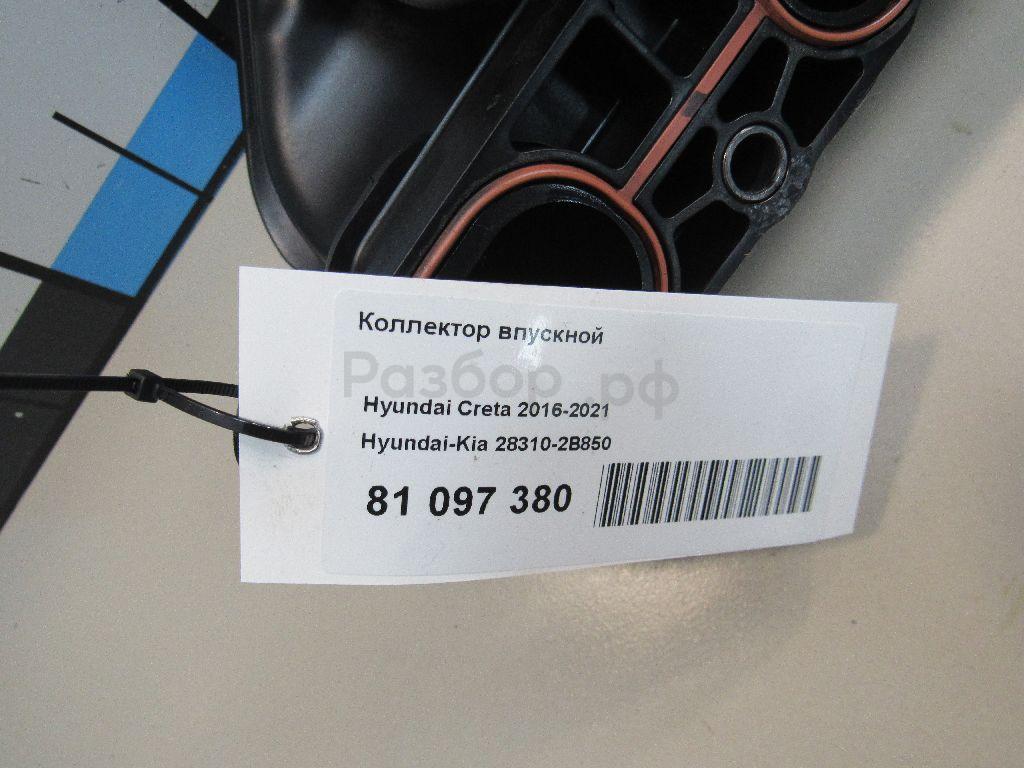 Коллектор впускной
Разбор.рф
Hyundai Creta 2016-2021
Hyundai-Kia 28310-2B850
81 097 380